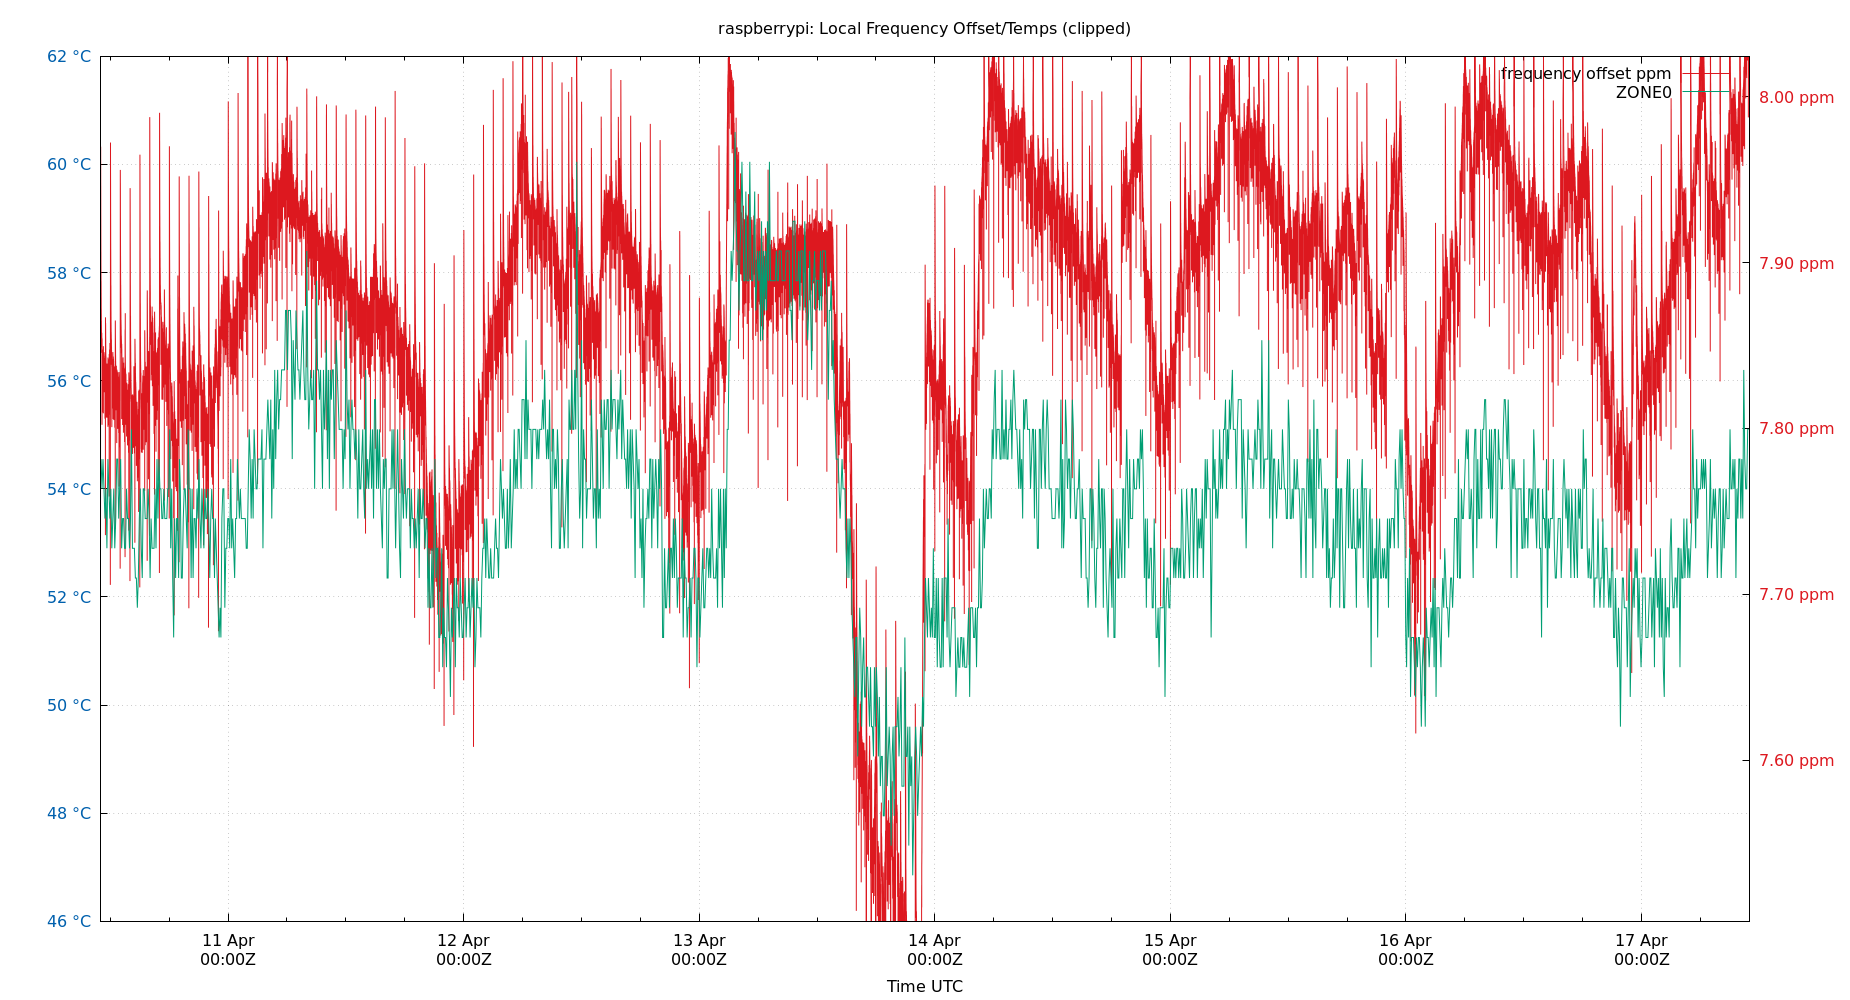 raspberrypi: Local Frequency Offset/Temps (clipped)
62 °C
60 °C
58 °C
56 °C
54 °C
52 °C
50 °C
48 °C
46 °C
frequency offset ppm
ZONE0
8.00 ppm
7.90 ppm
7.80 ppm
7.70 ppm
7.60 ppm
11 Apr
00:00Z
12 Apr
00:00Z
13 Apr
00:00Z
14 Apr
00:00Z
15 Apr
00:00Z
16 Apr
00:00Z
17 Apr
00:00Z
Time UTC